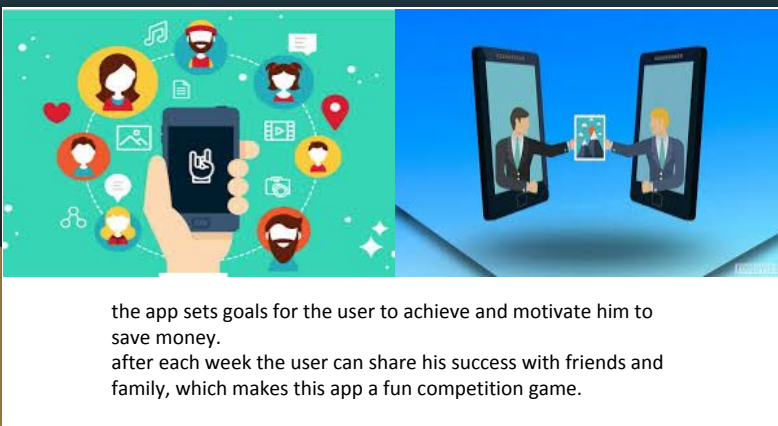 the app sets goals for the user to achieve and motivate him to
save money.
after each week the user can share his success with friends and
family, which makes this app a fun competition game.